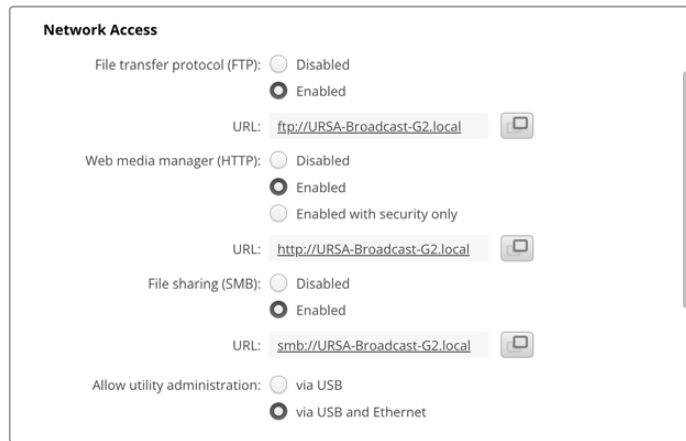 Network Access
File transfer protocol (FTP): Disabled
Enabled
URL: ftp://URSA-Broadcast-G2.local
Web media manager (HTTP): Disabled
Enabled
Enabled with security only
URL: http://URSA-Broadcast-G2.local
File sharing (SMB): Disabled
Enabled
URL: smb://URSA-Broadcast-G2.local
Allow utility administration: via USB
via USB and Ethernet